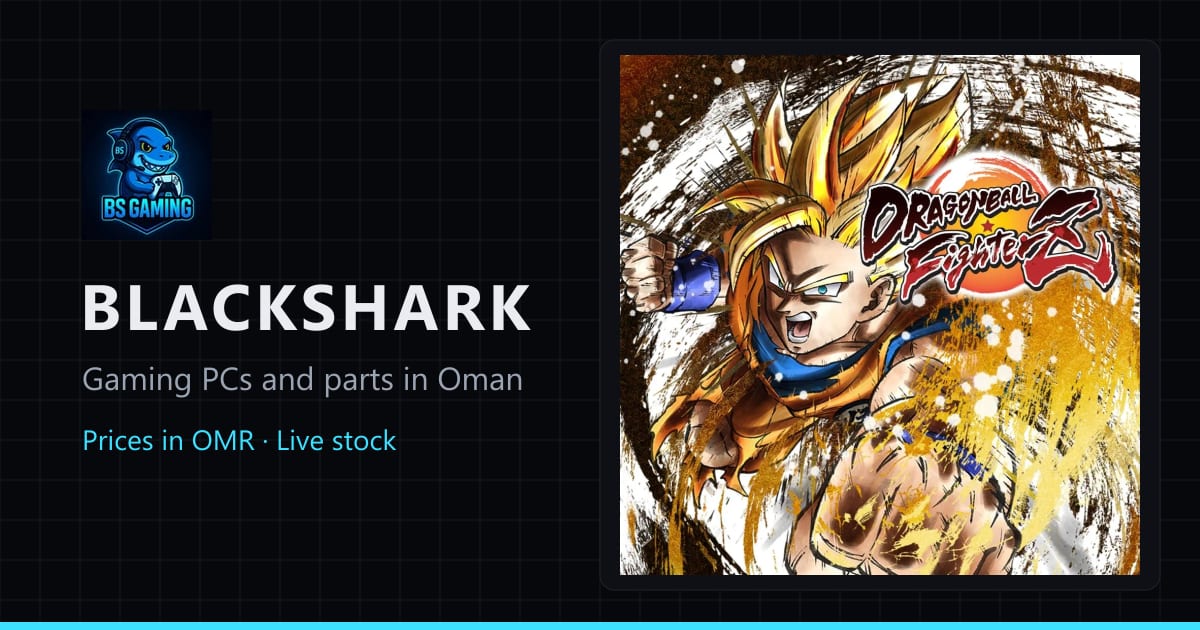 BS
BS GAMING
BLACKSHARK
Gaming PCs and parts in Oman
Prices in OMR · Live stock
DRAGONBALL
FighterZ